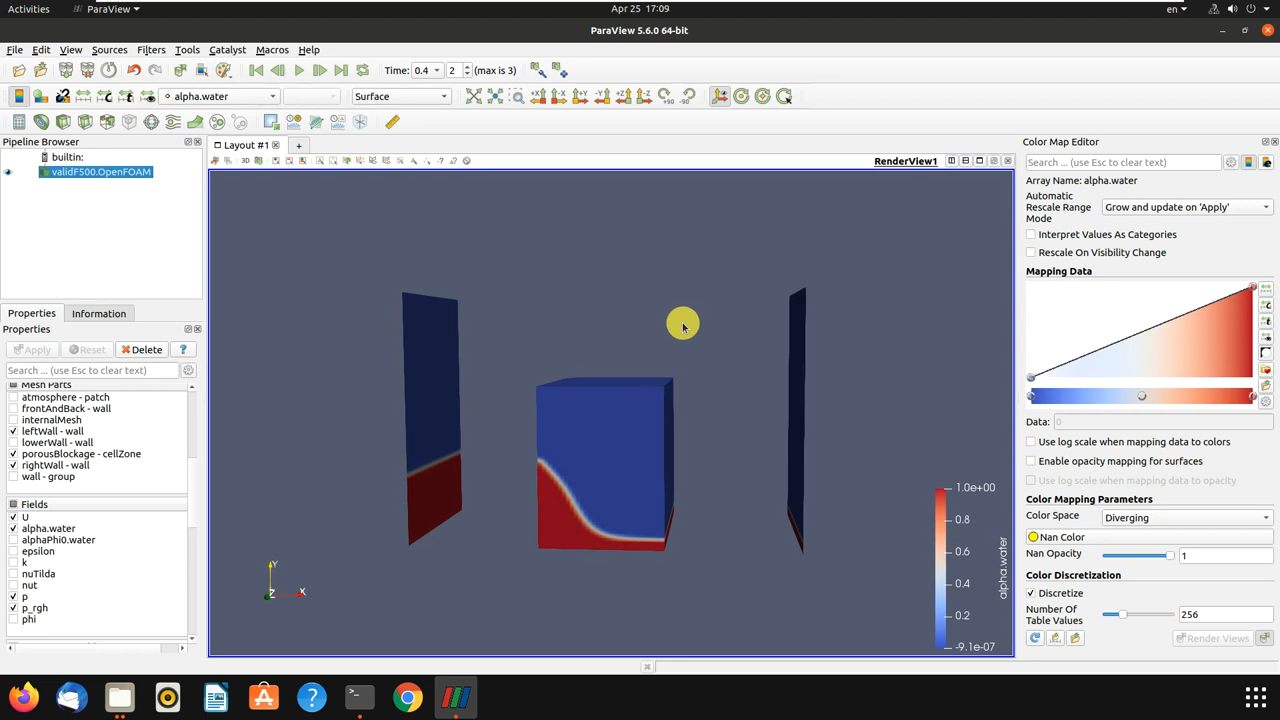 Activities
ParaView
Apr 25 17:09
en
ParaView 5.6.0 64-bit
File Edit View Sources Filters Tools Catalyst Macros Help
Time: 0.4 2 (max is 3)
alpha.water
Surface
+X -X +Y -Y +Z -Z +90 -90
Pipeline Browser
builtin:
validF500.OpenFOAM
Properties Information
Properties
Apply Reset Delete ?
Search ... (use Esc to clear text)
Mesh Parts
atmosphere - patch
frontAndBack - wall
internalMesh
leftWall - wall
lowerWall - wall
porousBlockage - cellZone
rightWall - wall
wall - group
Fields
U
alpha.water
alphaPhi0.water
epsilon
k
nuTilda
nut
p
p_rgh
phi
Layout #1
+
3D
RenderView1
Y
Z
X
1.0e+00
0.8
0.6
0.4
0.2
-9.1e-07
alpha.water
Color Map Editor
Search ... (use Esc to clear text)
Array Name: alpha.water
Automatic
Rescale Range
Mode
Grow and update on 'Apply'
Interpret Values As Categories
Rescale On Visibility Change
Mapping Data
Data: 0
Use log scale when mapping data to colors
Enable opacity mapping for surfaces
Use log scale when mapping data to opacity
Color Mapping Parameters
Color Space
Diverging
Nan Color
Nan Opacity
1
Color Discretization
Discretize
Number Of
Table Values
256
Render Views